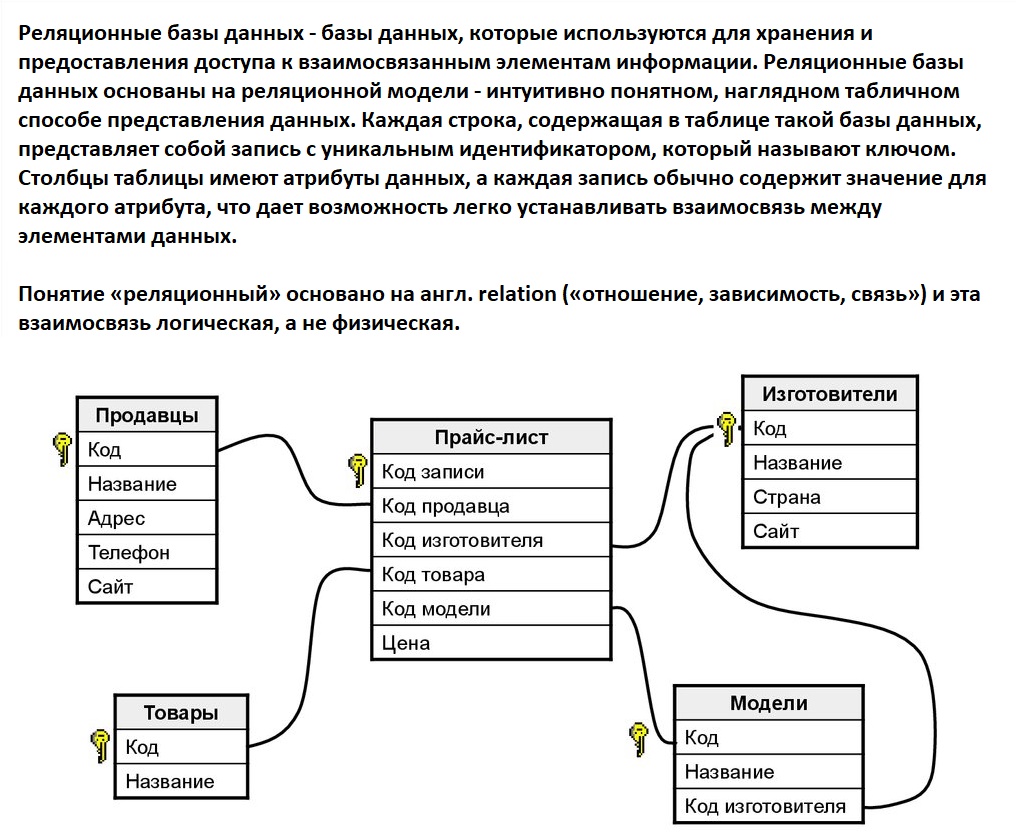 Реляционные базы данных - базы данных, которые используются для хранения и
предоставления доступа к взаимосвязанным элементам информации. Реляционные базы
данных основаны на реляционной модели - интуитивно понятном, наглядном табличном
способе представления данных. Каждая строка, содержащая в таблице такой базы данных,
представляет собой запись с уникальным идентификатором, который называют ключом.
Столбцы таблицы имеют атрибуты данных, а каждая запись обычно содержит значение для
каждого атрибута, что дает возможность легко устанавливать взаимосвязь между
элементами данных.
Понятие «реляционный» основано на англ. relation («отношение, зависимость, связь») и эта
взаимосвязь логическая, а не физическая.
Продавцы
Код
Название
Адрес
Телефон
Сайт
Прайс-лист
Код записи
Код продавца
Код изготовителя
Код товара
Код модели
Цена
Изготовители
Код
Название
Страна
Сайт
Товары
Код
Название
Модели
Код
Название
Код изготовителя